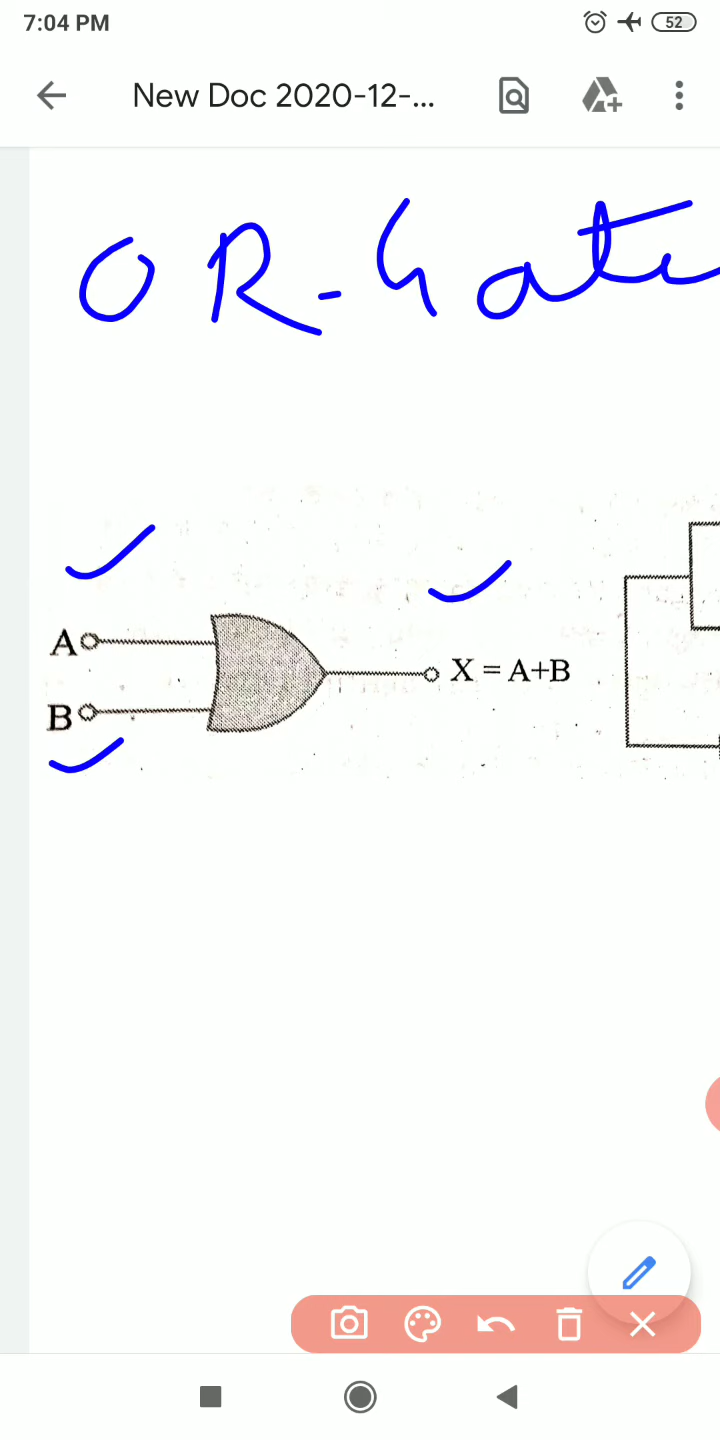 7:04 PM
52
New Doc 2020-12-...
OR-Gate
A
X = A+B
B